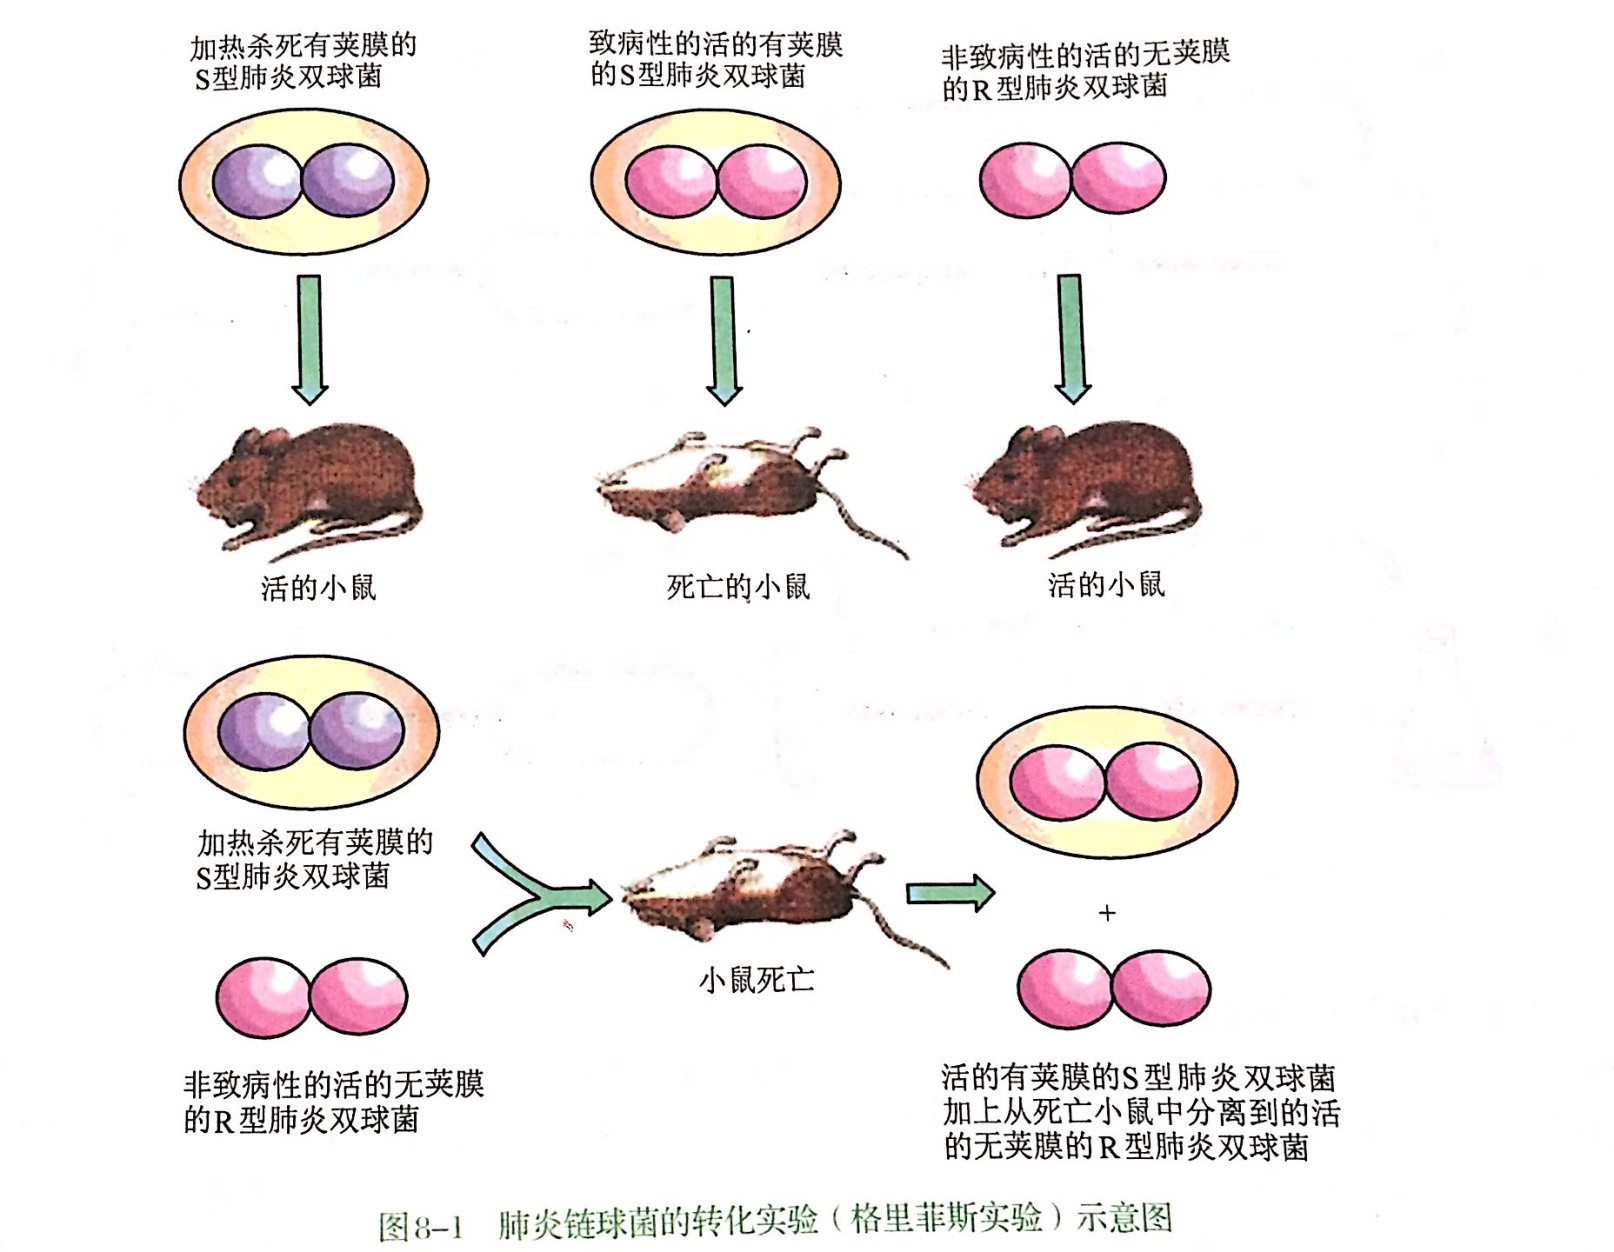 加热杀死有荚膜的
S型肺炎双球菌
致病性的活的有荚膜
的S型肺炎双球菌
非致病性的活的无荚膜
的R型肺炎双球菌
活的小鼠
死亡的小鼠
活的小鼠
加热杀死有荚膜的
S型肺炎双球菌
非致病性的活的无荚膜
的R型肺炎双球菌
小鼠死亡
+
活的有荚膜的S型肺炎双球菌
加上从死亡小鼠中分离到的活
的无荚膜的R型肺炎双球菌
图8-1 肺炎链球菌的转化实验(格里菲斯实验)示意图